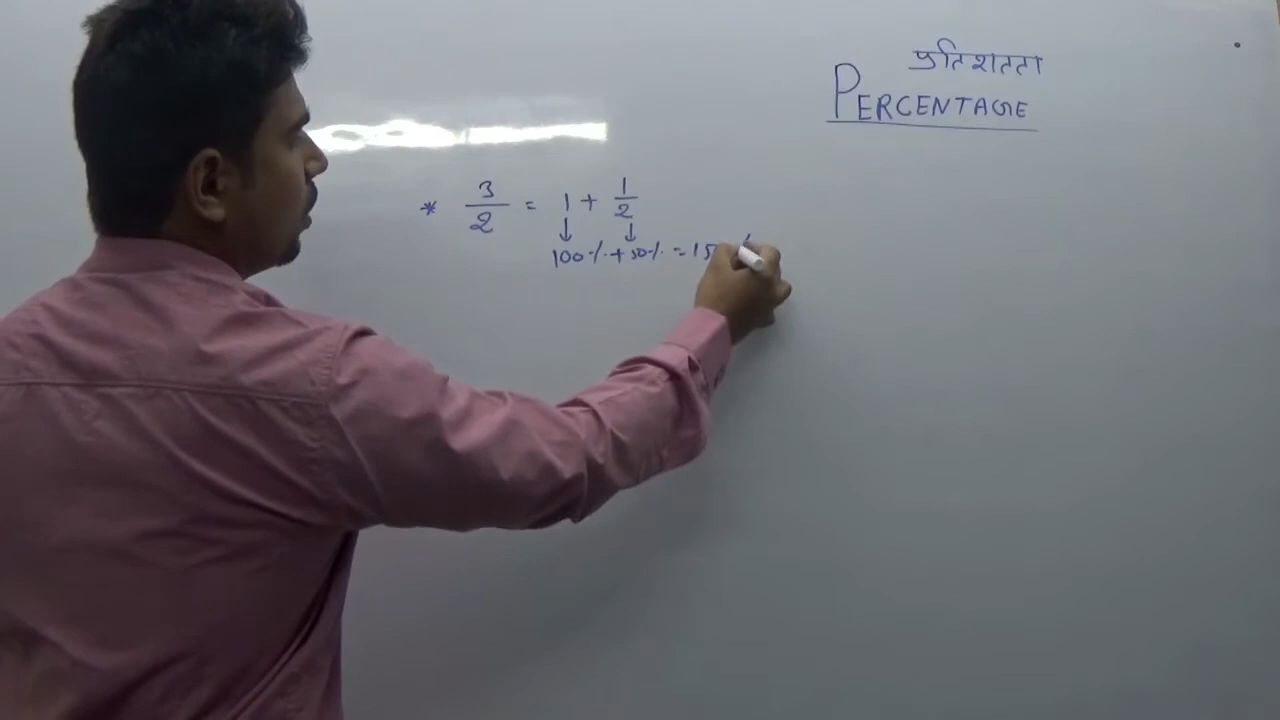 प्रतिशतता
PERCENTAGE
* 3/2 = 1 + 1/2
↓ ↓
100% + 50% = 15